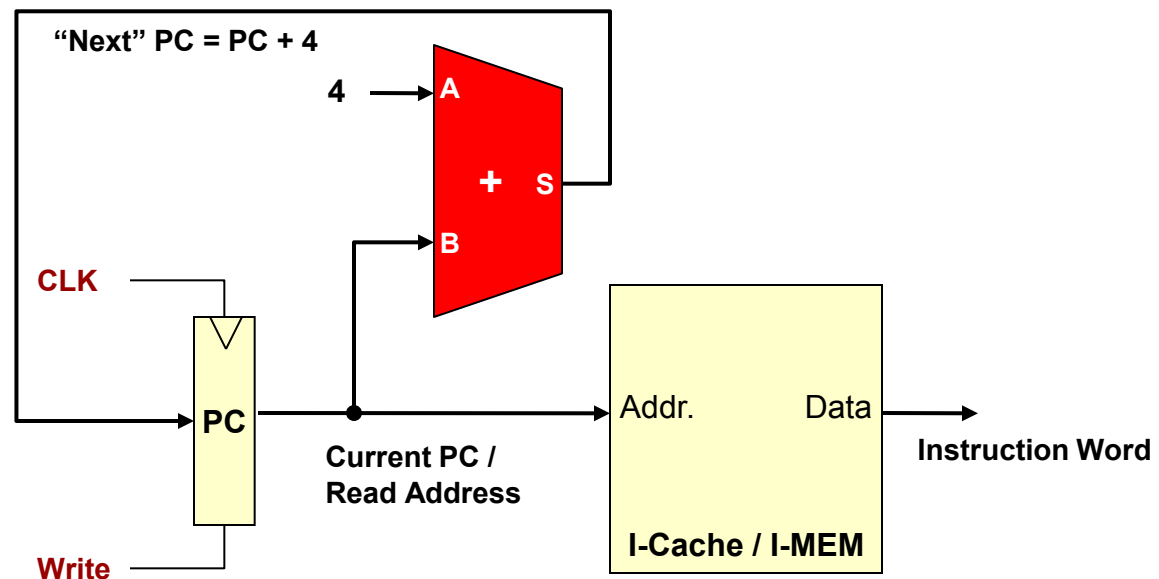 “Next” PC = PC + 4
4
A
+
S
B
CLK
PC
Addr.
Data
Current PC /
Read Address
Instruction Word
I-Cache / I-MEM
Write